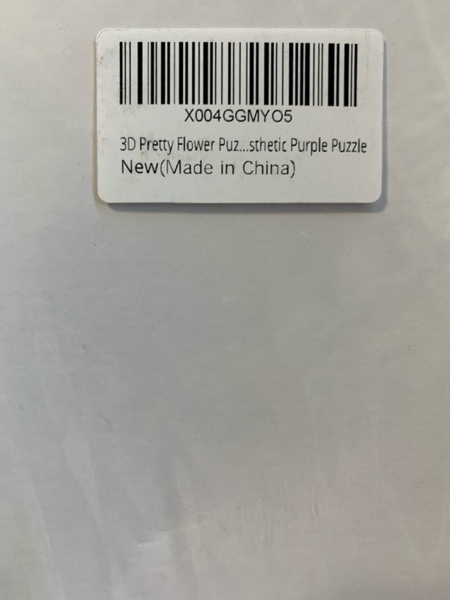 X004GGMYO5
3D Pretty Flower Puz...sthetic Purple Puzzle
New(Made in China)